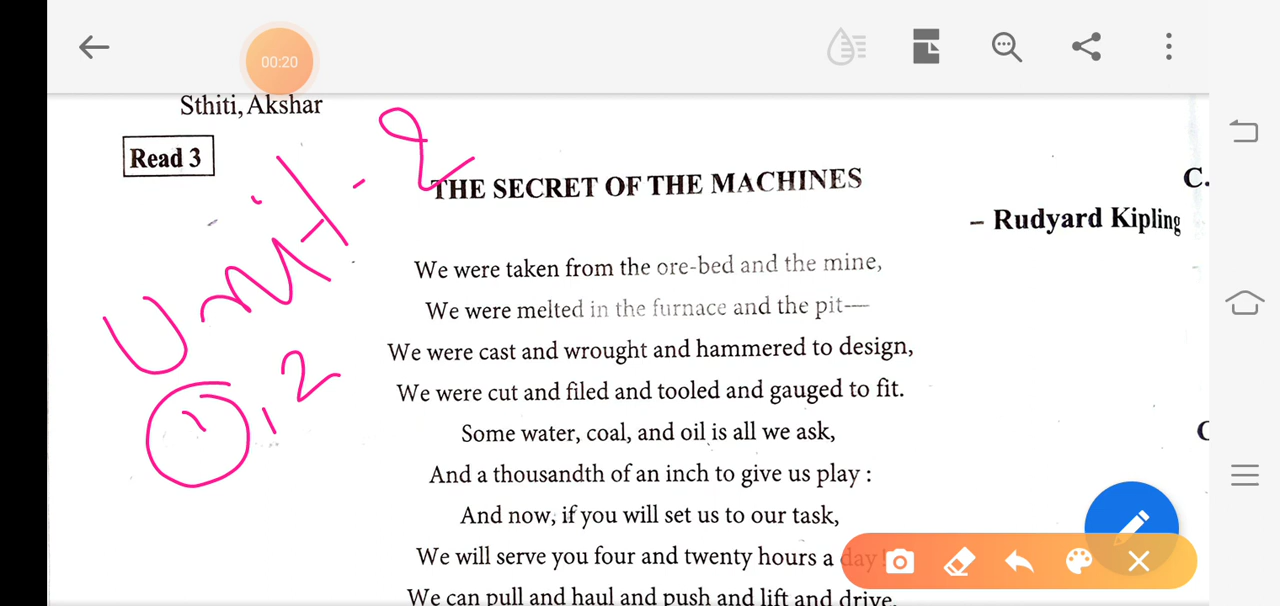 00:20
Sthiti, Akshar
Read 3
Unit-2
THE SECRET OF THE MACHINES
C.
– Rudyard Kipling
We were taken from the ore-bed and the mine,
We were melted in the furnace and the pit—
We were cast and wrought and hammered to design,
We were cut and filed and tooled and gauged to fit.
1, 2
Some water, coal, and oil is all we ask,
And a thousandth of an inch to give us play :
And now, if you will set us to our task,
We will serve you four and twenty hours a day !
We can pull and haul and push and lift and drive,